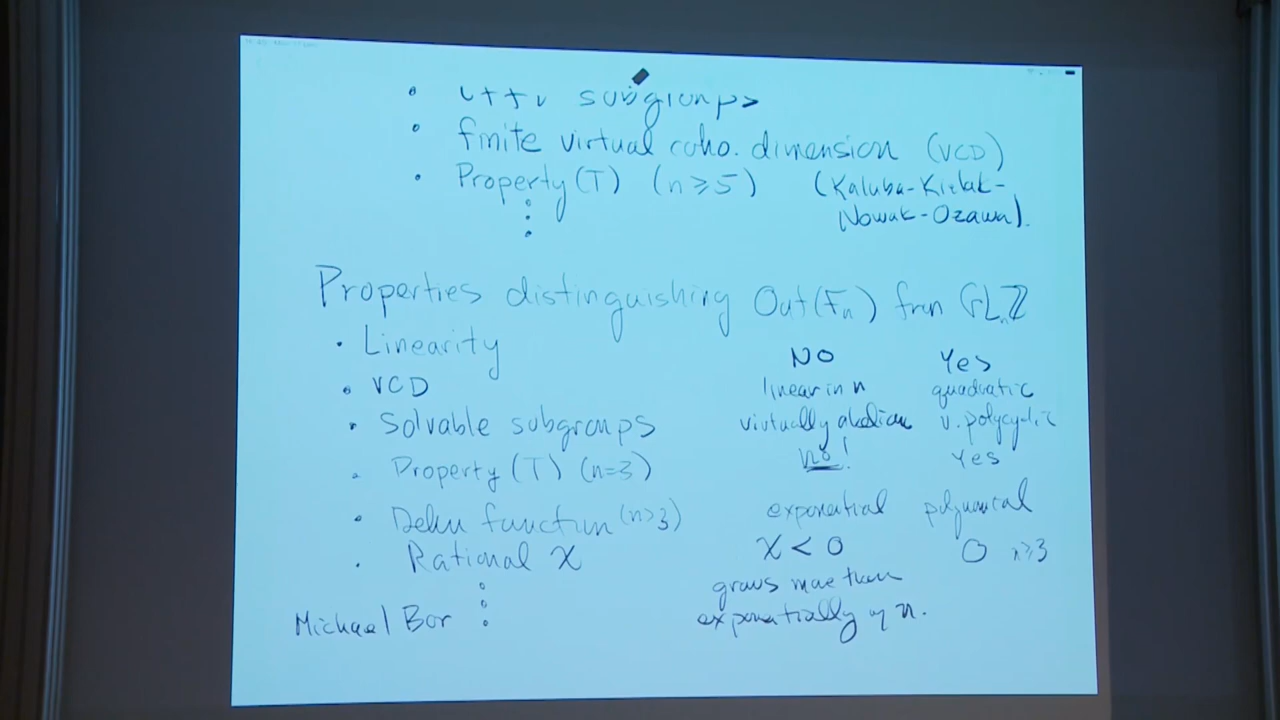 • subgroups
• finite virtual coho. dimension (VCD)
• Property (T) (n ≥ 5) (Kaluba-Kielak-
Nowak-Ozawa).
Properties distinguishing Out(Fₙ) from GLₙℤ
• Linearity NO Yes
• VCD linear in n quadratic
• Solvable subgroups virtually abelian v. polycyclic
• Property (T) (n=3) no! Yes
• Dehn function (n>3) exponential polynomial
• Rational χ χ < 0 0 n≥3
grows more than
Michael Bor exponentially w/ n.